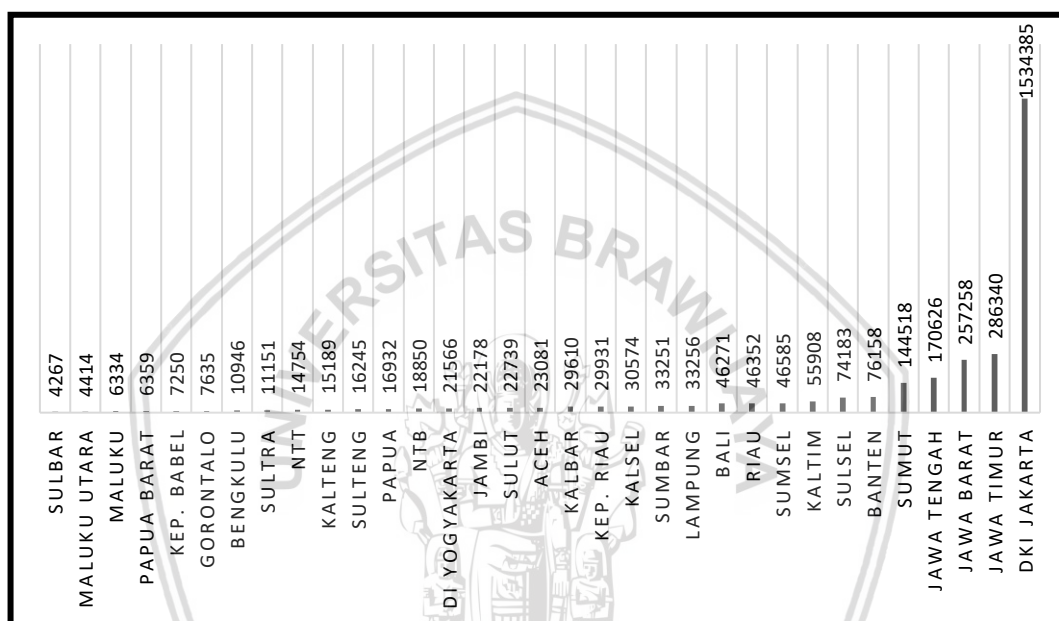 4267
4414
6334
6359
7250
7635
10946
11151
14754
15189
16245
16932
18850
21566
22178
22739
23081
29610
29931
30574
33251
33256
46271
46352
46585
55908
74183
76158
144518
170626
257258
286340
1534385
SULBAR
MALUKU UTARA
MALUKU
PAPUA BARAT
KEP. BABEL
GORONTALO
BENGKULU
SULTRA
NTT
KALTENG
SULTENG
PAPUA
NTB
DI YOGYAKARTA
JAMBI
SULUT
ACEH
KALBAR
KEP. RIAU
KALSEL
SUMBAR
LAMPUNG
BALI
RIAU
SUMSEL
KALTIM
SULSEL
BANTEN
SUMUT
JAWA TENGAH
JAWA BARAT
JAWA TIMUR
DKI JAKARTA
UNIVERSITAS BRAWIJAYA